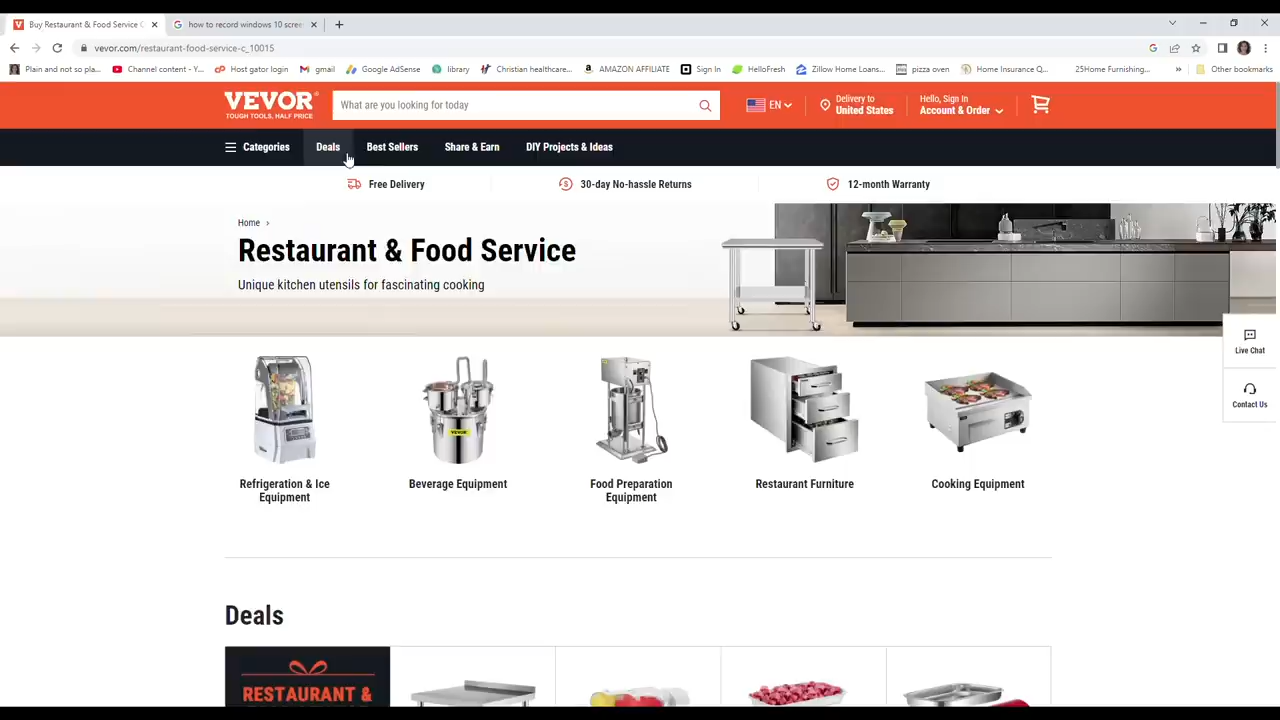 Buy Restaurant & Food Service C
how to record windows 10 scree
vevor.com/restaurant-food-service-c_10015
Plain and not so pla...
Channel content - Y...
Host gator login
gmail
Google AdSense
library
Christian healthcare...
AMAZON AFFILIATE
Sign In
HelloFresh
Zillow Home Loans...
pizza oven
Home Insurance Q...
25Home Furnishing...
Other bookmarks
VEVOR
TOUGH TOOLS, HALF PRICE
What are you looking for today
EN
Delivery to
United States
Hello, Sign In
Account & Order
Categories
Deals
Best Sellers
Share & Earn
DIY Projects & Ideas
Free Delivery
30-day No-hassle Returns
12-month Warranty
Home
Restaurant & Food Service
Unique kitchen utensils for fascinating cooking
Live Chat
Contact Us
VEVOR
Refrigration & Ice
Equipment
Beverage Equipment
Food Preparation
Equipment
Restaurant Furniture
Cooking Equipment
Deals
RESTAURANT &